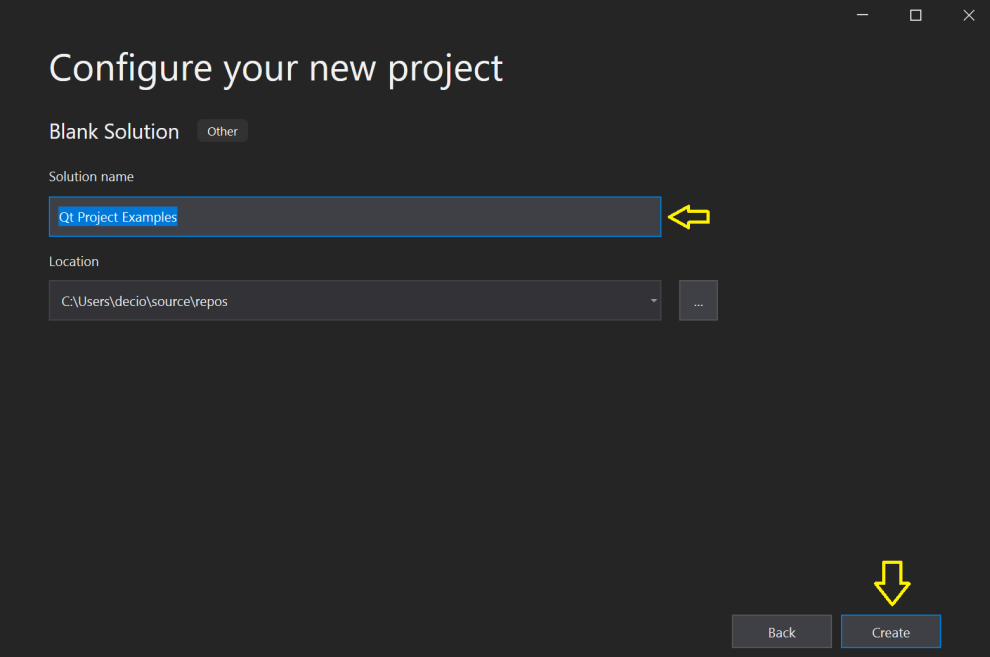 Configure your new project
Blank Solution Other
Solution name
Qt Project Examples
Location
C:\Users\decio\source\repos
...
Back Create